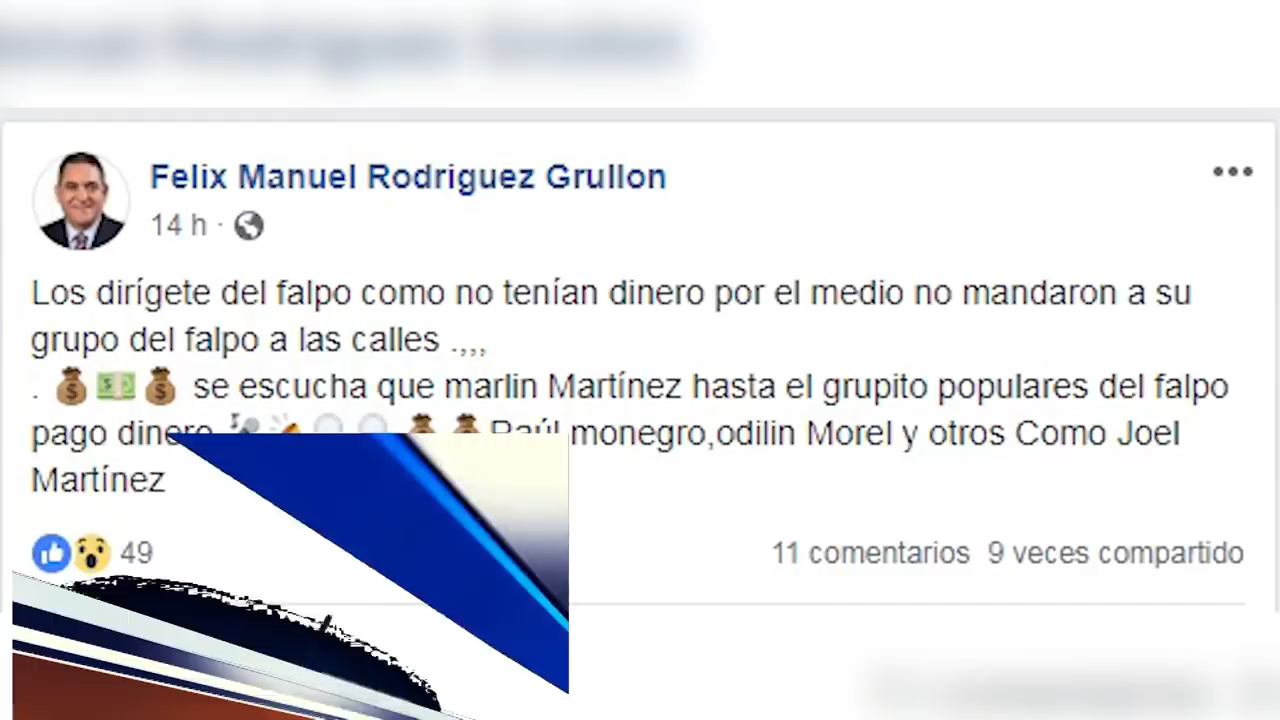 Felix Manuel Rodriguez Grullon
14 h ·
Los dirígete del falpo como no tenían dinero por el medio no mandaron a su
grupo del falpo a las calles .,,,
. se escucha que marlin Martínez hasta el grupito populares del falpo
pago dinero Raúl monegro,odilin Morel y otros Como Joel
Martínez
49
11 comentarios 9 veces compartido